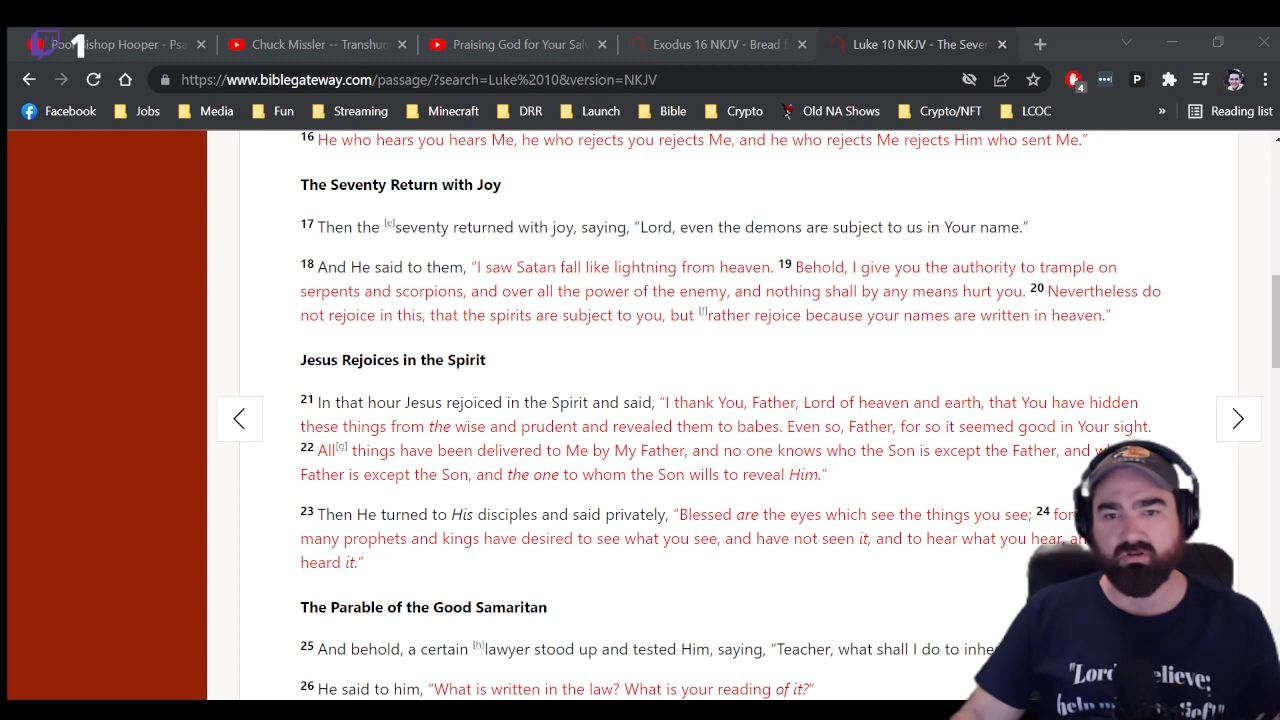 1
Poor Bishop Hooper - Psa
Chuck Missler -- Transhun
Praising God for Your Sal
Exodus 16 NKJV - Bread f
Luke 10 NKJV - The Seve
https://www.biblegateway.com/passage/?search=Luke%2010&version=NKJV
4
P
Facebook Jobs Media Fun Streaming Minecraft DRR Launch Bible Crypto Old NA Shows Crypto/NFT LCOC » Reading list
16 He who hears you hears Me, he who rejects you rejects Me, and he who rejects Me rejects Him who sent Me.”
The Seventy Return with Joy
17 Then the [e]seventy returned with joy, saying, “Lord, even the demons are subject to us in Your name.”
18 And He said to them, “I saw Satan fall like lightning from heaven. 19 Behold, I give you the authority to trample on
serpents and scorpions, and over all the power of the enemy, and nothing shall by any means hurt you. 20 Nevertheless do
not rejoice in this, that the spirits are subject to you, but [f]rather rejoice because your names are written in heaven.”
Jesus Rejoices in the Spirit
21 In that hour Jesus rejoiced in the Spirit and said, “I thank You, Father, Lord of heaven and earth, that You have hidden
these things from the wise and prudent and revealed them to babes. Even so, Father, for so it seemed good in Your sight.
22 All[g] things have been delivered to Me by My Father, and no one knows who the Son is except the Father, and
Father is except the Son, and the one to whom the Son wills to reveal Him.”
23 Then He turned to His disciples and said privately, “Blessed are the eyes which see the things you see; 24 for
many prophets and kings have desired to see what you see, and have not seen it, and to hear what you hear,
heard it.”
The Parable of the Good Samaritan
25 And behold, a certain [h]lawyer stood up and tested Him, saying, “Teacher, what shall I do to inhe
26 He said to him, “What is written in the law? What is your reading of it?”
"Lord elieve;
help